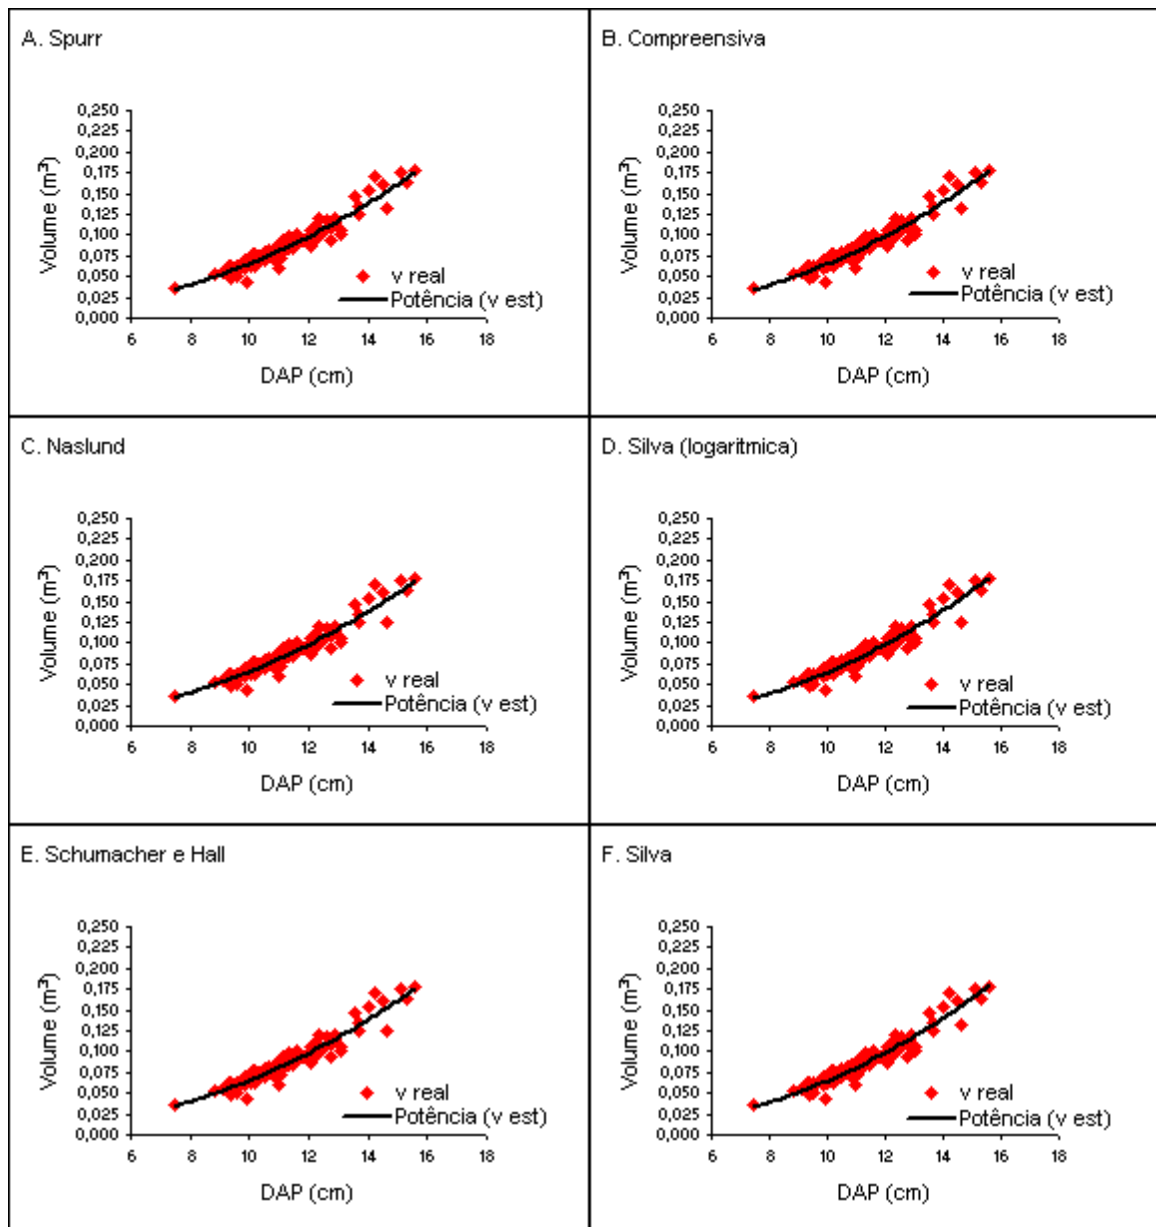 A. Spurr
0,250
0,225
0,200
0,175
0,150
0,125
0,100
0,075
0,050
0,025
0,000
Volume (m³)
v real
Potência (v est)
6 8 10 12 14 16 18
DAP (cm)
B. Compreensiva
0,250
0,225
0,200
0,175
0,150
0,125
0,100
0,075
0,050
0,025
0,000
Volume (m³)
v real
Potência (v est)
6 8 10 12 14 16 18
DAP (cm)
C. Naslund
0,250
0,225
0,200
0,175
0,150
0,125
0,100
0,075
0,050
0,025
0,000
Volume (m³)
v real
Potência (v est)
6 8 10 12 14 16 18
DAP (cm)
D. Silva (logaritmica)
0,250
0,225
0,200
0,175
0,150
0,125
0,100
0,075
0,050
0,025
0,000
Volume (m³)
v real
Potência (v est)
6 8 10 12 14 16 18
DAP (cm)
E. Schumacher e Hall
0,250
0,225
0,200
0,175
0,150
0,125
0,100
0,075
0,050
0,025
0,000
Volume (m³)
v real
Potência (v est)
6 8 10 12 14 16 18
DAP (cm)
F. Silva
0,250
0,225
0,200
0,175
0,150
0,125
0,100
0,075
0,050
0,025
0,000
Volume (m³)
v real
Potência (v est)
6 8 10 12 14 16 18
DAP (cm)